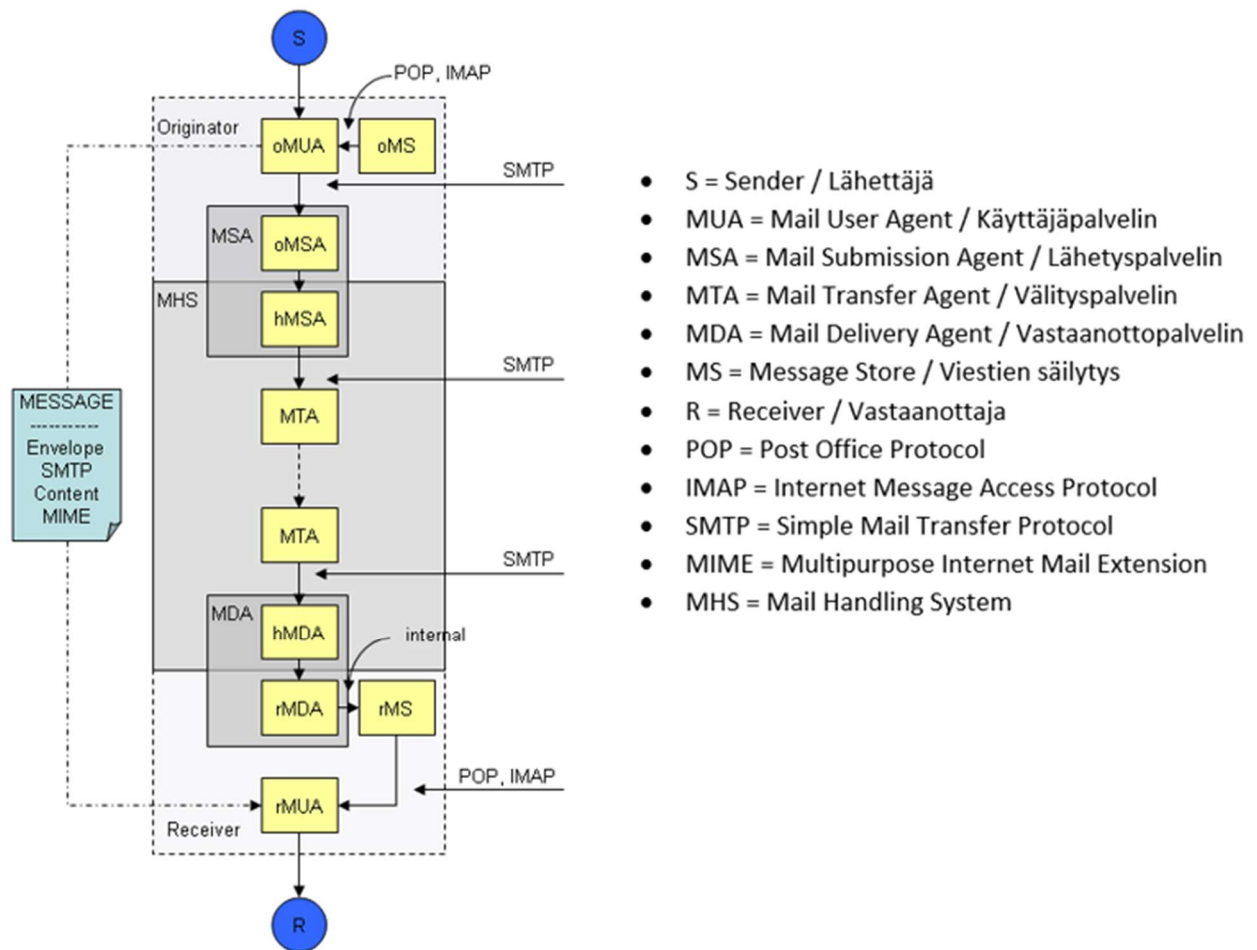 S
POP, IMAP
Originator
oMUA
oMS
SMTP
MSA
oMSA
MHS
hMSA
SMTP
MTA
MESSAGE
-----------
Envelope
SMTP
Content
MIME
MTA
SMTP
MDA
hMDA
internal
rMDA
rMS
POP, IMAP
rMUA
Receiver
R
• S = Sender / Lähettäjä
• MUA = Mail User Agent / Käyttäjäpalvelin
• MSA = Mail Submission Agent / Lähetyspalvelin
• MTA = Mail Transfer Agent / Välityspalvelin
• MDA = Mail Delivery Agent / Vastaanottopalvelin
• MS = Message Store / Viestien säilytys
• R = Receiver / Vastaanottaja
• POP = Post Office Protocol
• IMAP = Internet Message Access Protocol
• SMTP = Simple Mail Transfer Protocol
• MIME = Multipurpose Internet Mail Extension
• MHS = Mail Handling System